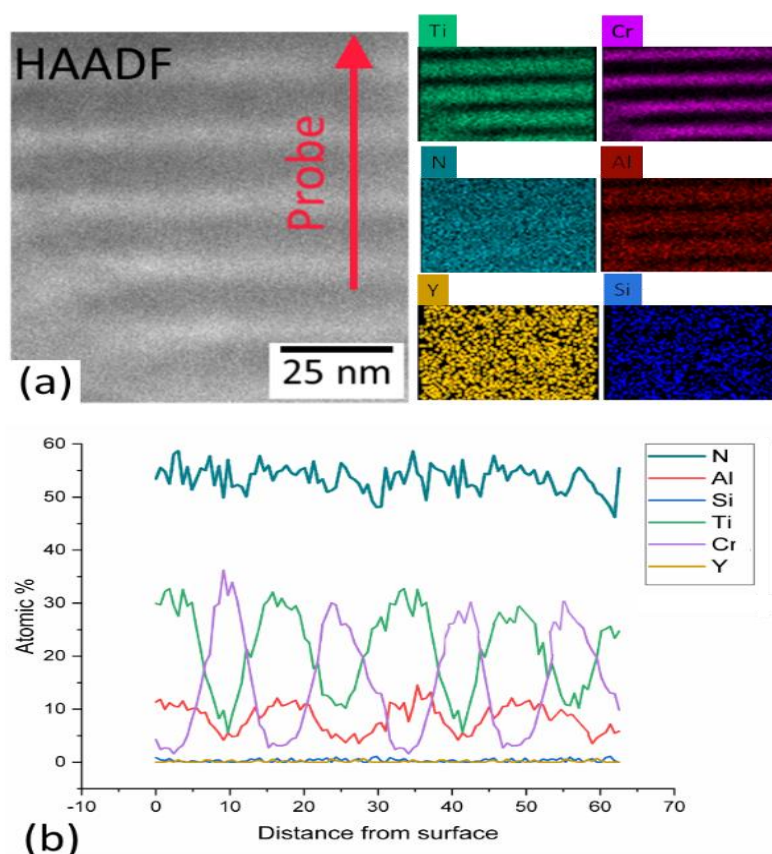 HAADF
Probe
25 nm
(a)
Ti
Cr
N
Al
Y
Si
60
50
40
30
20
10
0
Atomic %
-10
0
10
20
30
40
50
60
70
Distance from surface
N
Al
Si
Ti
Cr
Y
(b)